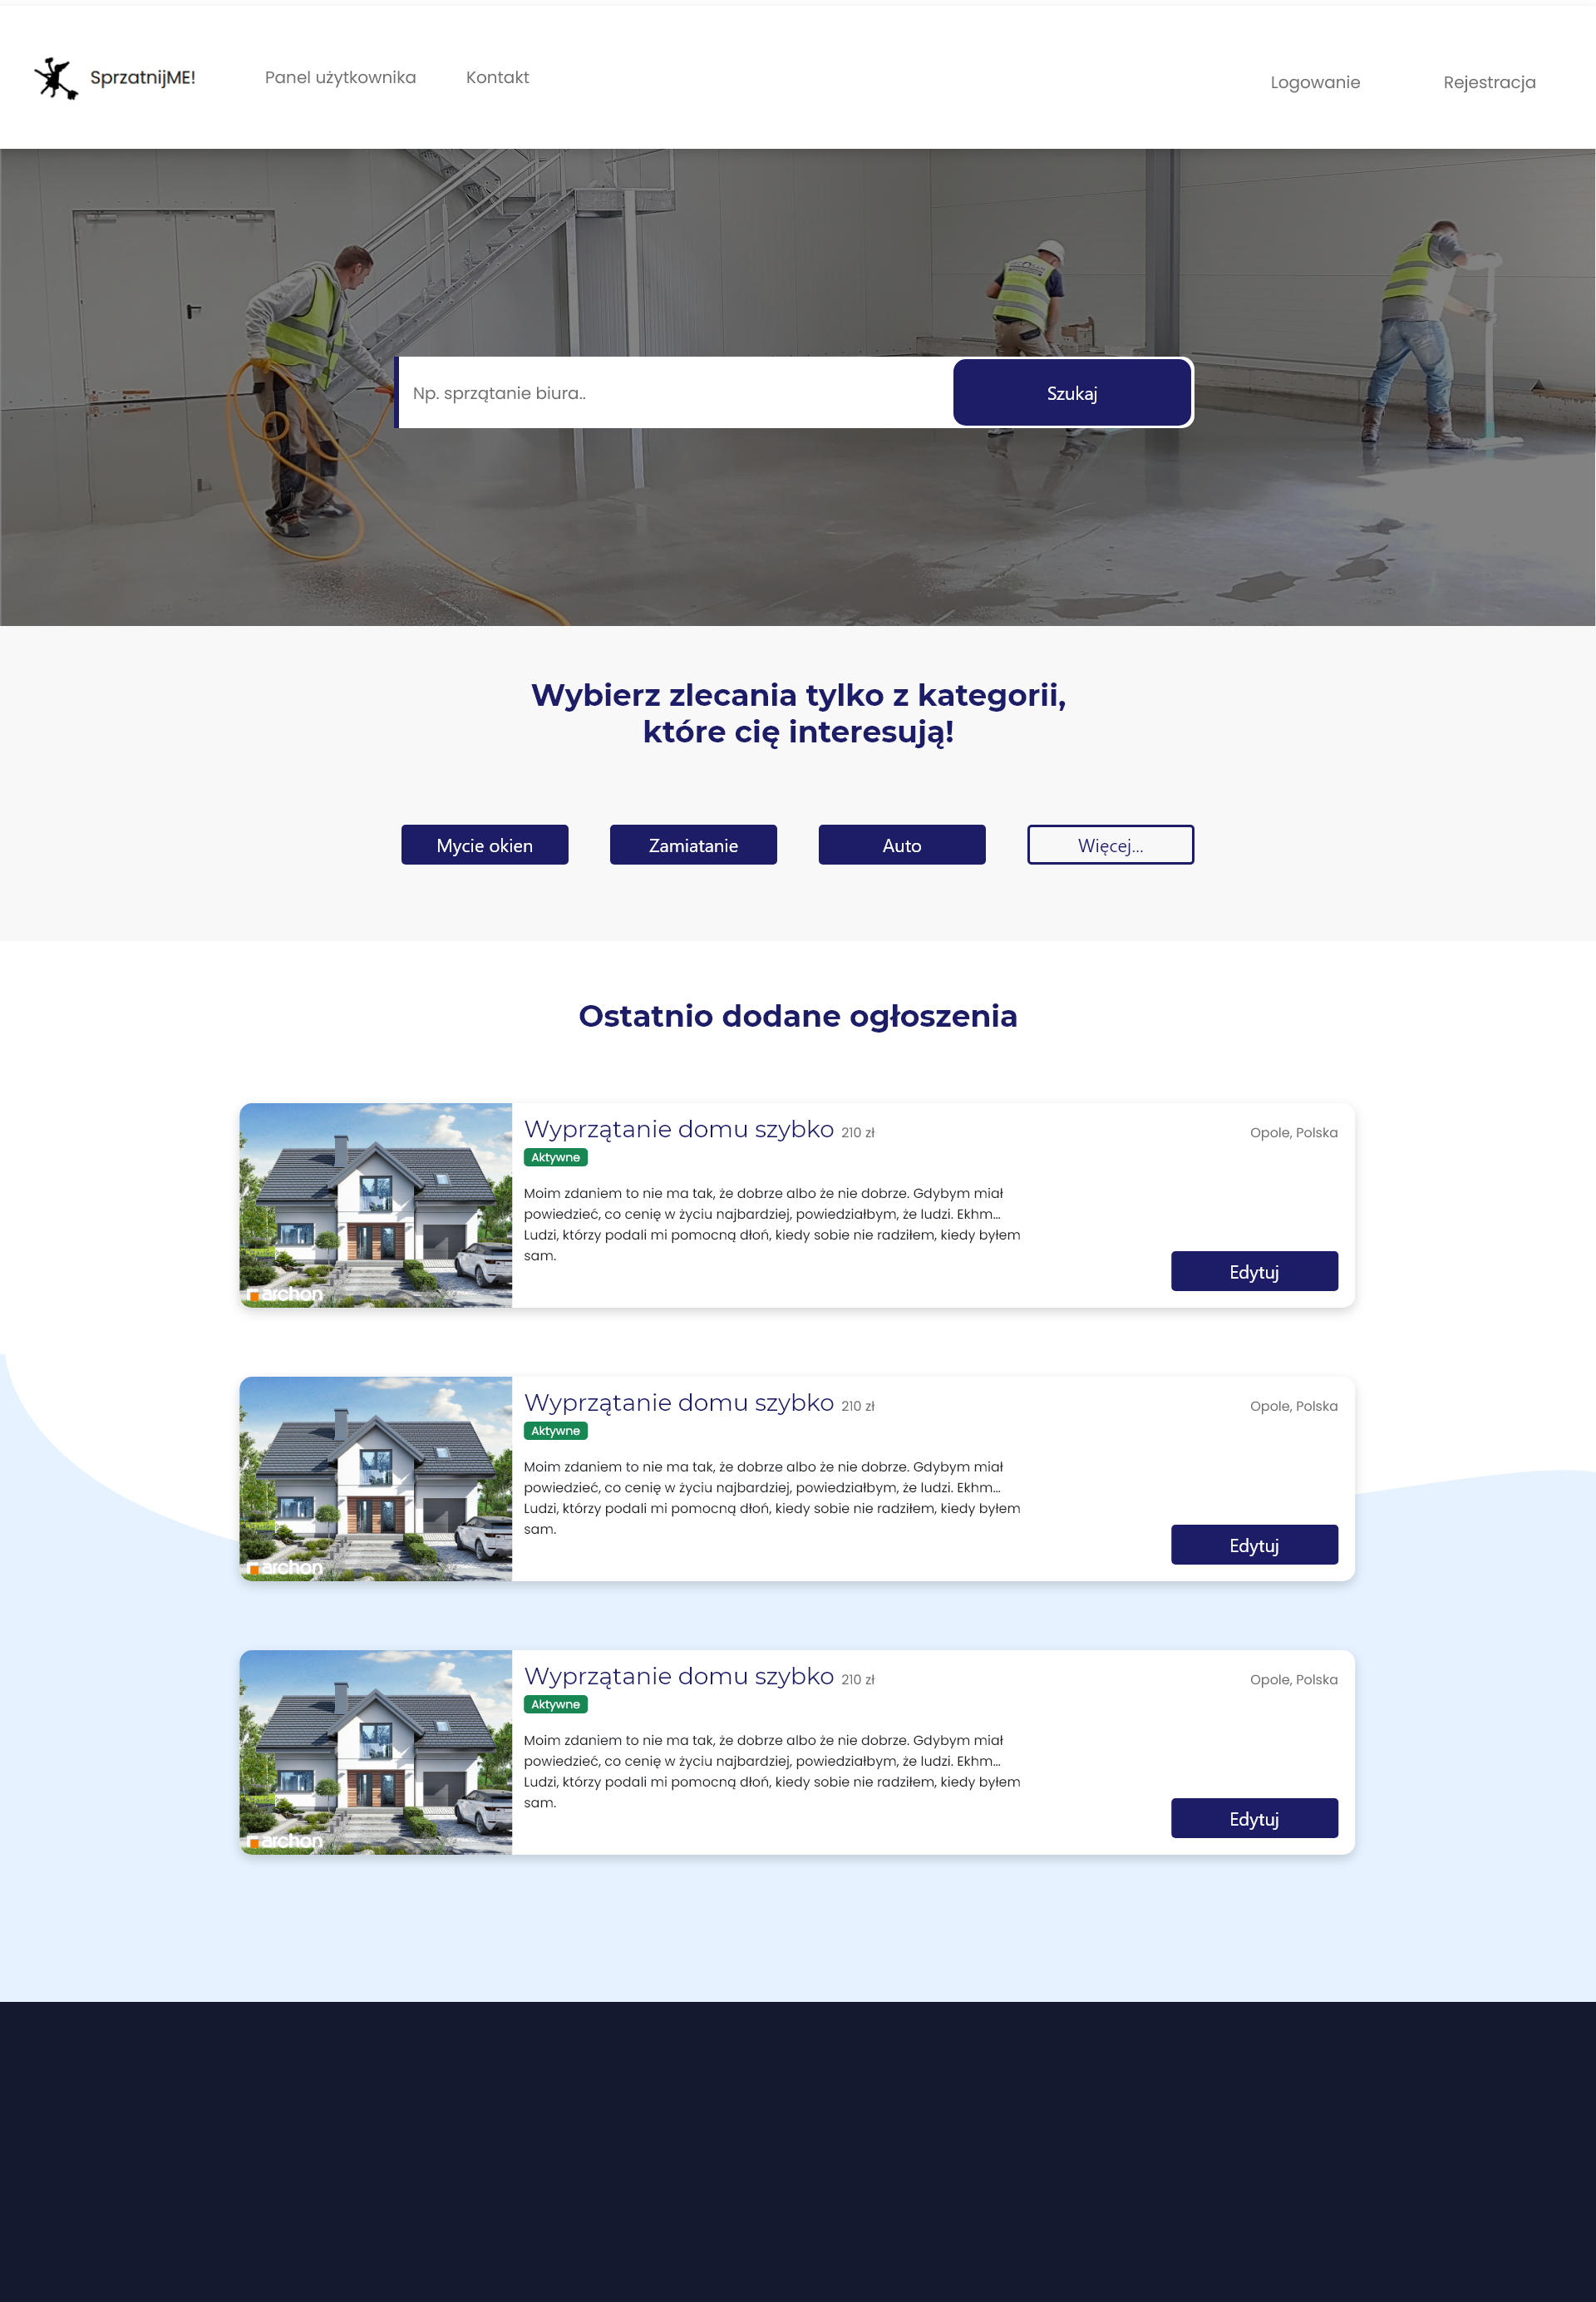 SprzatnijME!
Panel użytkownika
Kontakt
Logowanie
Rejestracja
Np. sprzątanie biura..
Szukaj
Wybierz zlecania tylko z kategorii,
które cię interesują!
Mycie okien
Zamiatanie
Auto
Więcej...
Ostatnio dodane ogłoszenia
Wyprzątanie domu szybko 210 zł
Opole, Polska
Aktywne
Moim zdaniem to nie ma tak, że dobrze albo że nie dobrze. Gdybym miał
powiedzieć, co cenię w życiu najbardziej, powiedziałbym, że ludzi. Ekhm...
Ludzi, którzy podali mi pomocną dłoń, kiedy sobie nie radziłem, kiedy byłem
sam.
Edytuj
archon
Wyprzątanie domu szybko 210 zł
Opole, Polska
Aktywne
Moim zdaniem to nie ma tak, że dobrze albo że nie dobrze. Gdybym miał
powiedzieć, co cenię w życiu najbardziej, powiedziałbym, że ludzi. Ekhm...
Ludzi, którzy podali mi pomocną dłoń, kiedy sobie nie radziłem, kiedy byłem
sam.
Edytuj
archon
Wyprzątanie domu szybko 210 zł
Opole, Polska
Aktywne
Moim zdaniem to nie ma tak, że dobrze albo że nie dobrze. Gdybym miał
powiedzieć, co cenię w życiu najbardziej, powiedziałbym, że ludzi. Ekhm...
Ludzi, którzy podali mi pomocną dłoń, kiedy sobie nie radziłem, kiedy byłem
sam.
Edytuj
archon